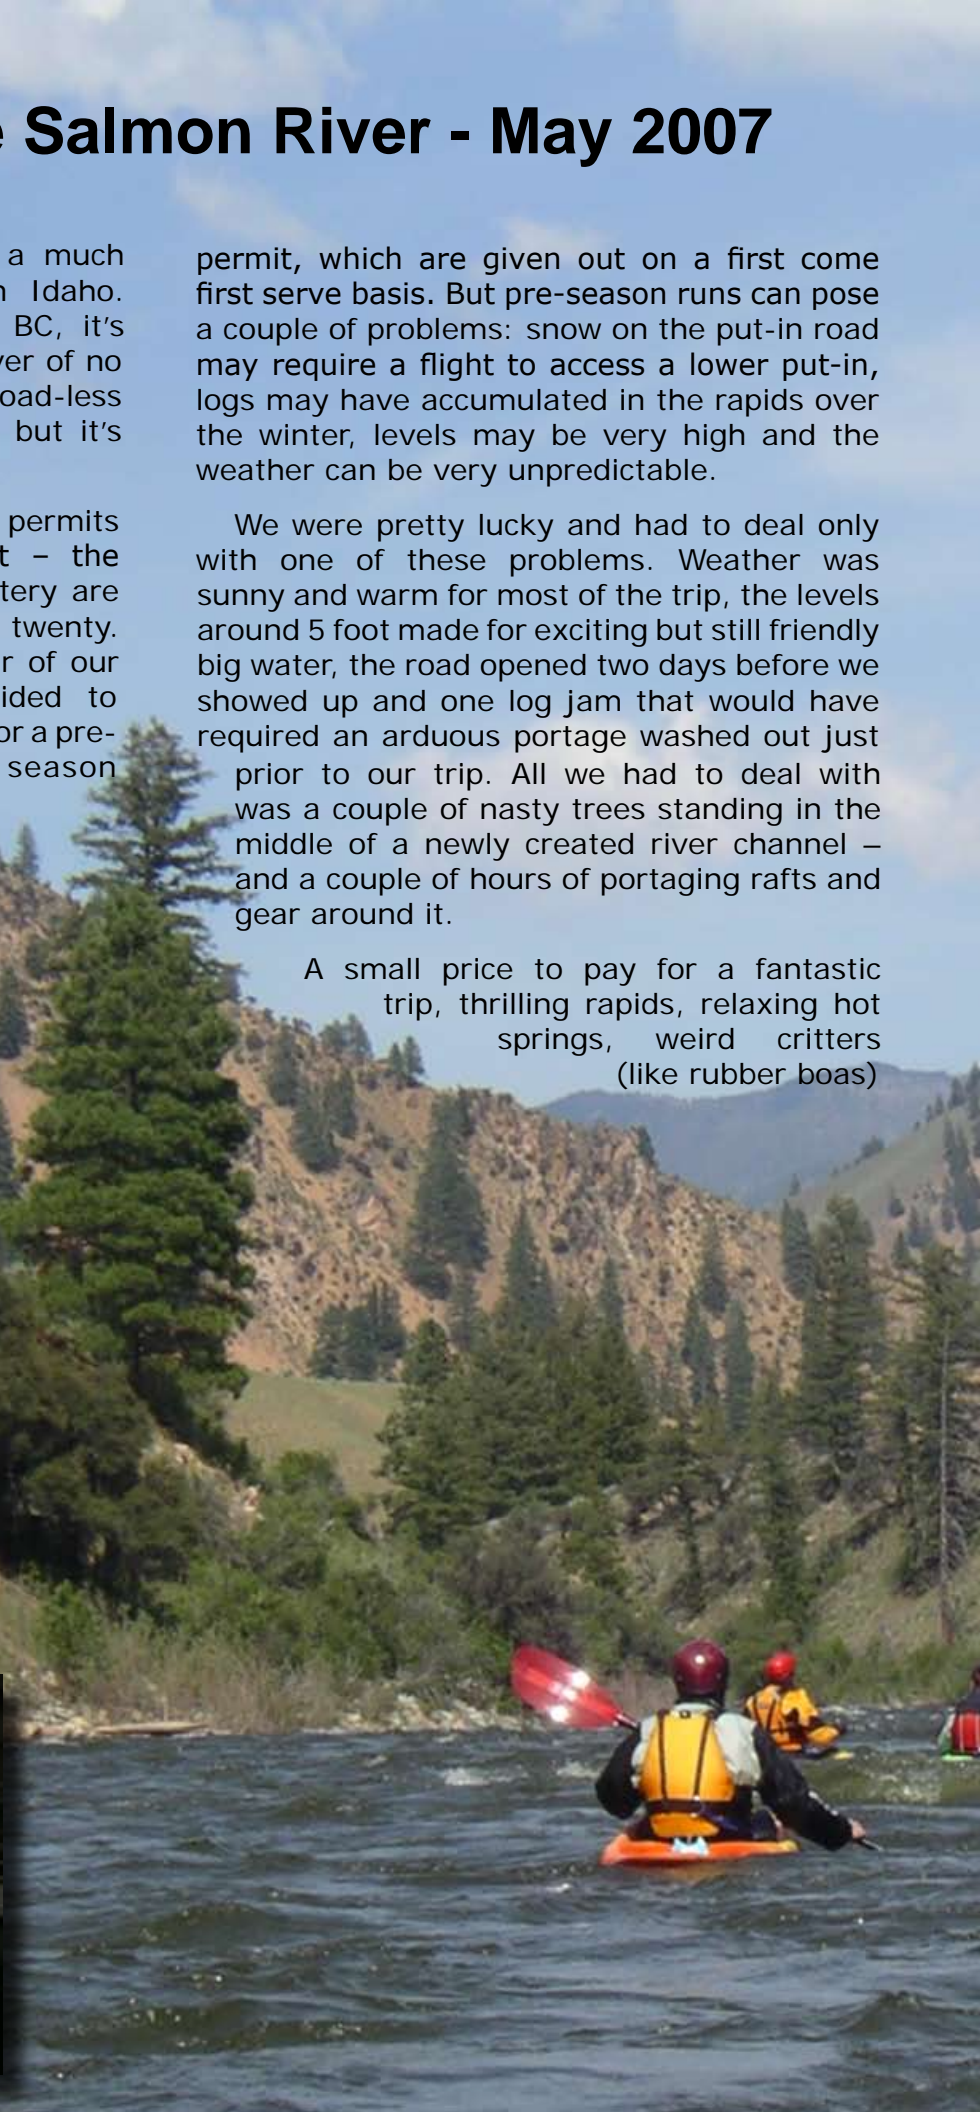 Salmon River - May 2007
a much
Idaho.
BC, it's
of no
but it's
permits
– the
are
twenty.
of our
to
a pre-
season
permit, which are given out on a first come
first serve basis. But pre-season runs can pose
a couple of problems: snow on the put-in road
may require a flight to access a lower put-in,
logs may have accumulated in the rapids over
the winter, levels may be very high and the
weather can be very unpredictable.
We were pretty lucky and had to deal only
with one of these problems. Weather was
sunny and warm for most of the trip, the levels
around 5 foot made for exciting but still friendly
big water, the road opened two days before we
showed up and one log jam that would have
required an arduous portage washed out just
prior to our trip. All we had to deal with
was a couple of nasty trees standing in the
middle of a newly created river channel –
and a couple of hours of portaging rafts and
gear around it.
A small price to pay for a fantastic
trip, thrilling rapids, relaxing hot
springs, weird critters
(like rubber boas)